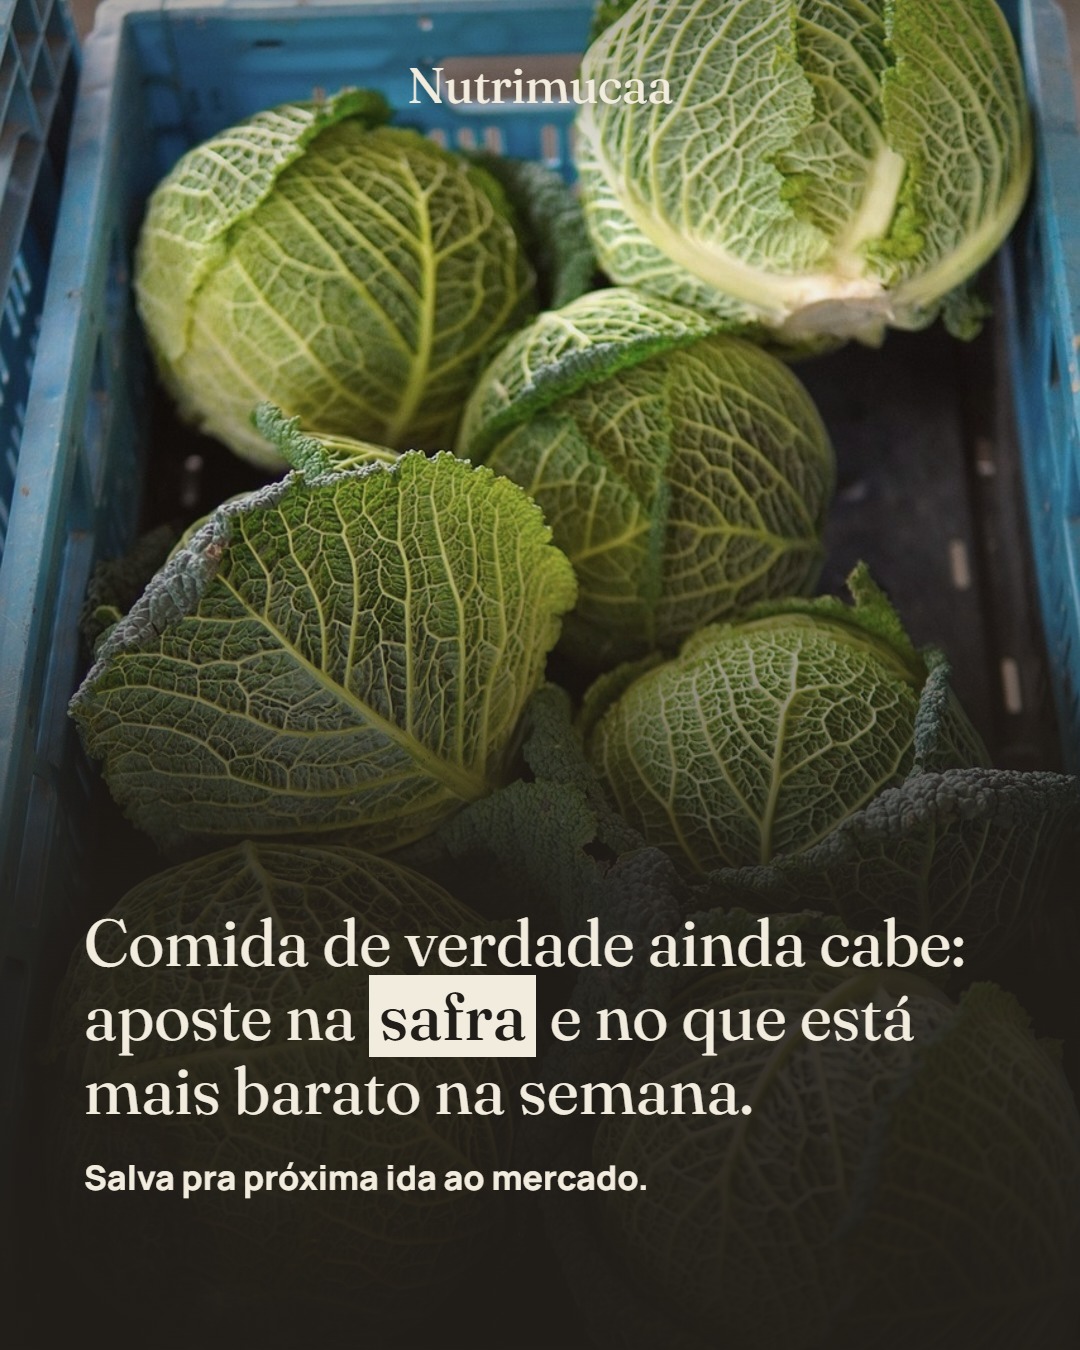 Nutrimucaa
Comida de verdade ainda cabe:
aposte na safra e no que está
mais barato na semana.
Salva pra próxima ida ao mercado.